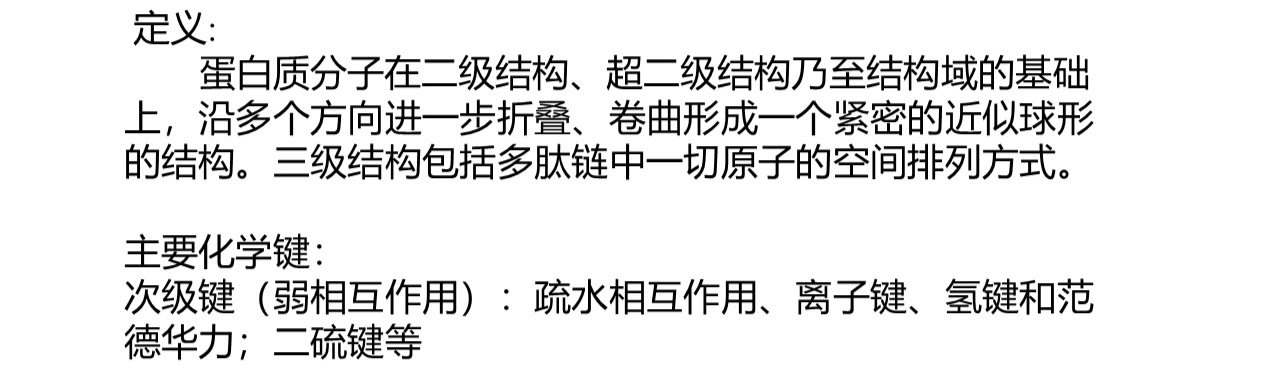 定义:
蛋白质分子在二级结构、超二级结构乃至结构域的基础
上，沿多个方向进一步折叠、卷曲形成一个紧密的近似球形
的结构。三级结构包括多肽链中一切原子的空间排列方式。
主要化学键：
次级键（弱相互作用）：疏水相互作用、离子键、氢键和范
德华力；二硫键等